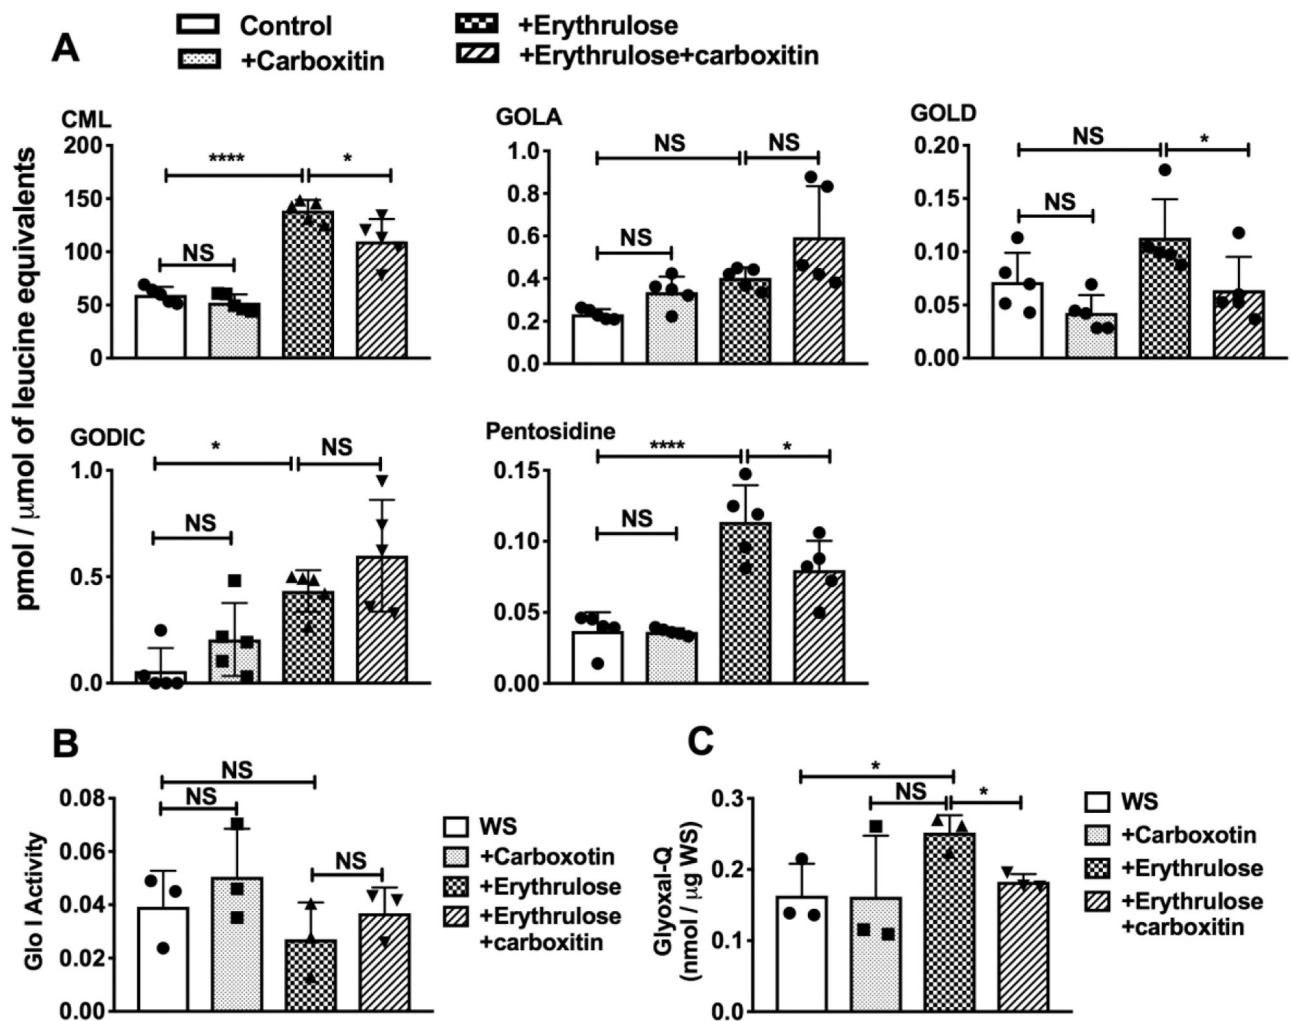 A
Control
+Carboxitin
+Erythrulose
+Erythrulose+carboxitin
pmol / μmol of leucine equivalents
CML
200
150
100
50
0
****
*
NS
GOLA
1.0
0.8
0.6
0.4
0.2
0.0
NS
NS
NS
GOLD
0.20
0.15
0.10
0.05
0.00
NS
*
NS
GODIC
1.0
0.5
0.0
*
NS
NS
Pentosidine
0.15
0.10
0.05
0.00
****
*
NS
B
Glo I Activity
0.08
0.06
0.04
0.02
0.00
NS
NS
NS
WS
+Carboxotin
+Erythrulose
+Erythrulose
+carboxitin
C
Glyoxal-Q
(nmol / μg WS)
0.3
0.2
0.1
0.0
*
NS
*
WS
+Carboxotin
+Erythrulose
+Erythrulose
+carboxitin